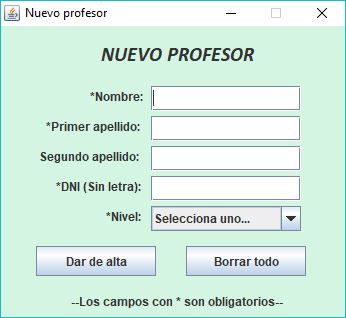 Nuevo profesor
NUEVO PROFESOR
*Nombre:
*Primer apellido:
Segundo apellido:
*DNI (Sin letra):
*Nivel: Selecciona uno...
Dar de alta Borrar todo
--Los campos con * son obligatorios--